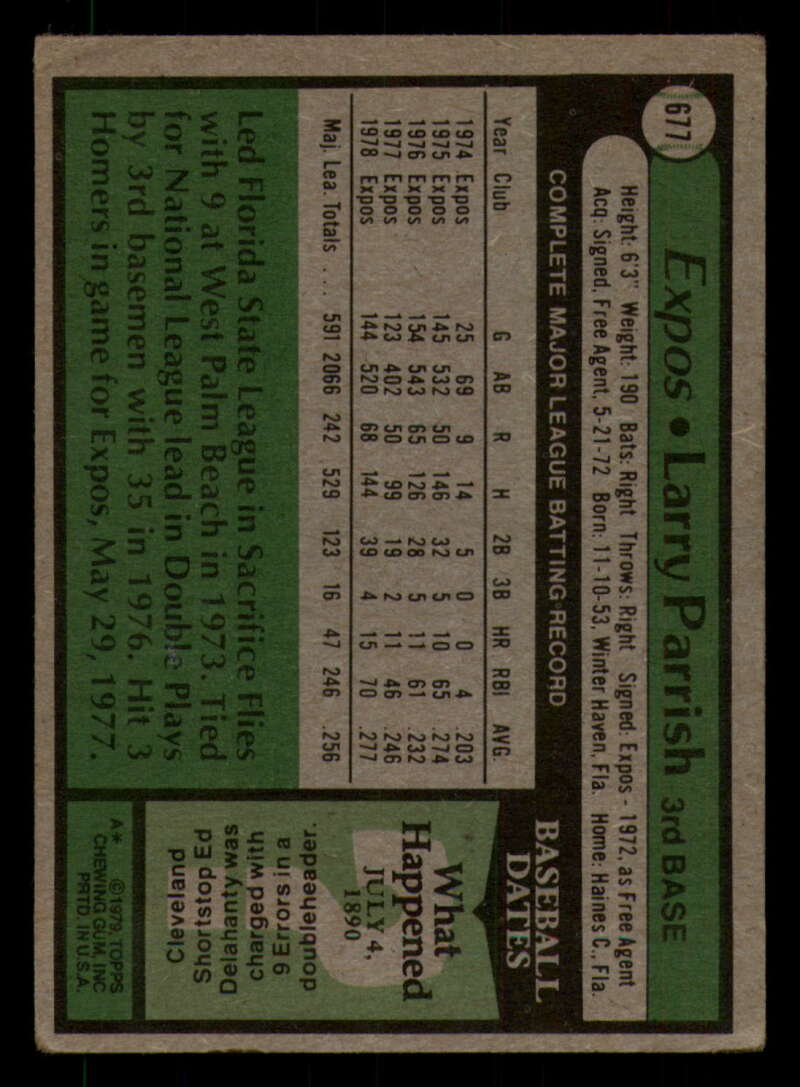 677
Expos • Larry Parrish 3rd BASE
Height: 6'3" Weight: 190 Bats: Right Throws: Right Signed: Expos - 1972, as Free Agent
Acq: Signed, Free Agent, 5-21-72 Born: 11-10-53, Winter Haven, Fla. Home: Haines C., Fla.
COMPLETE MAJOR LEAGUE BATTING RECORD
Year Club G AB R H 2B 3B HR RBI AVG.
1974 Expos 25 69 9 14 5 0 0 4 .203
1975 Expos 145 532 50 146 32 5 10 65 .274
1976 Expos 154 543 65 126 28 5 11 61 .232
1977 Expos 123 402 50 99 19 2 11 46 .246
1978 Expos 144 520 68 144 39 4 15 70 .277
Maj. Lea. Totals . . . 591 2066 242 529 123 16 47 246 .256
Led Florida State League in Sacrifice Flies
with 9 at West Palm Beach in 1973. Tied
for National League lead in Double Plays
by 3rd basemen with 35 in 1976. Hit 3
Homers in game for Expos, May 29, 1977.
BASEBALL
DATES
What
Happened
JULY 4,
1890
Cleveland
Shortstop Ed
Delahanty was
charged with
9 Errors in a
doubleheader.
A* ©1979, TOPPS
CHEWING GUM, INC
PRTD. IN U.S.A.